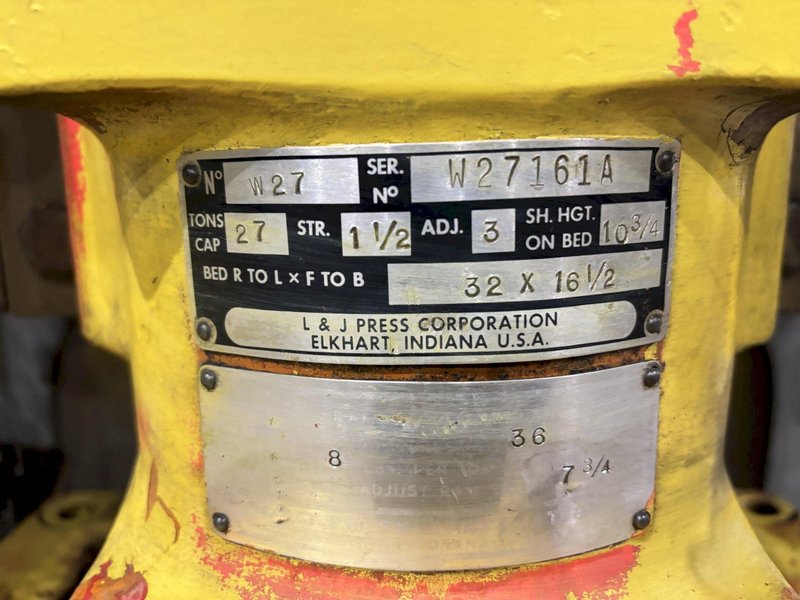 Nº W27 SER. Nº W27161A
TONS CAP 27 STR. 1 1/2 ADJ. 3 SH. HGT. ON BED 10 3/4
BED R TO L × F TO B 32 X 16 1/2
L & J PRESS CORPORATION
ELKHART, INDIANA U.S.A.
36
8
7 3/4
ADJUST